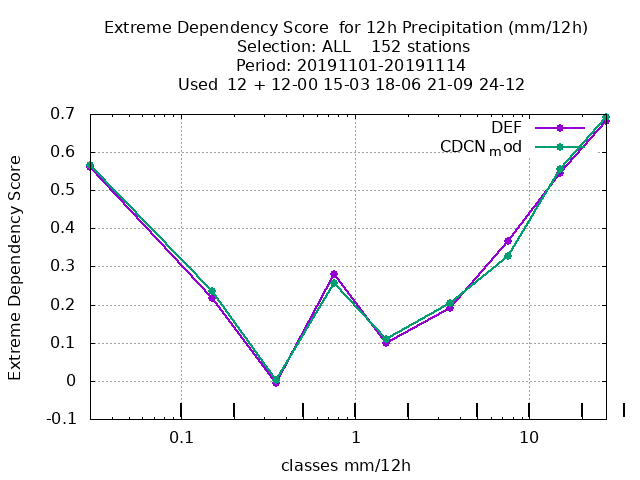 Extreme Dependency Score  for 12h Precipitation (mm/12h)
Selection: ALL    152 stations
Period: 20191101-20191114
Used  12 + 12-00 15-03 18-06 21-09 24-12
DEF
CDCNmod
Extreme Dependency Score
0.7
0.6
0.5
0.4
0.3
0.2
0.1
0
-0.1
0.1
1
10
classes mm/12h